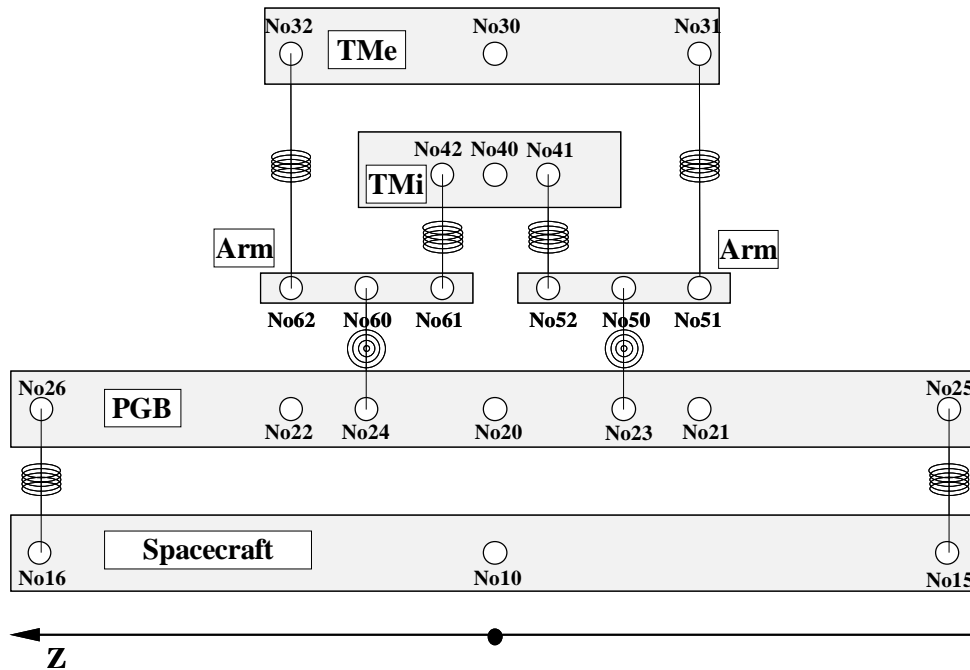 No32 No30 No31
TMe
No42 No40 No41
TMi
Arm Arm
No62 No60 No61 No52 No50 No51
No26 No25
PGB
No22 No24 No20 No23 No21
Spacecraft
No16 No10 No15
Z